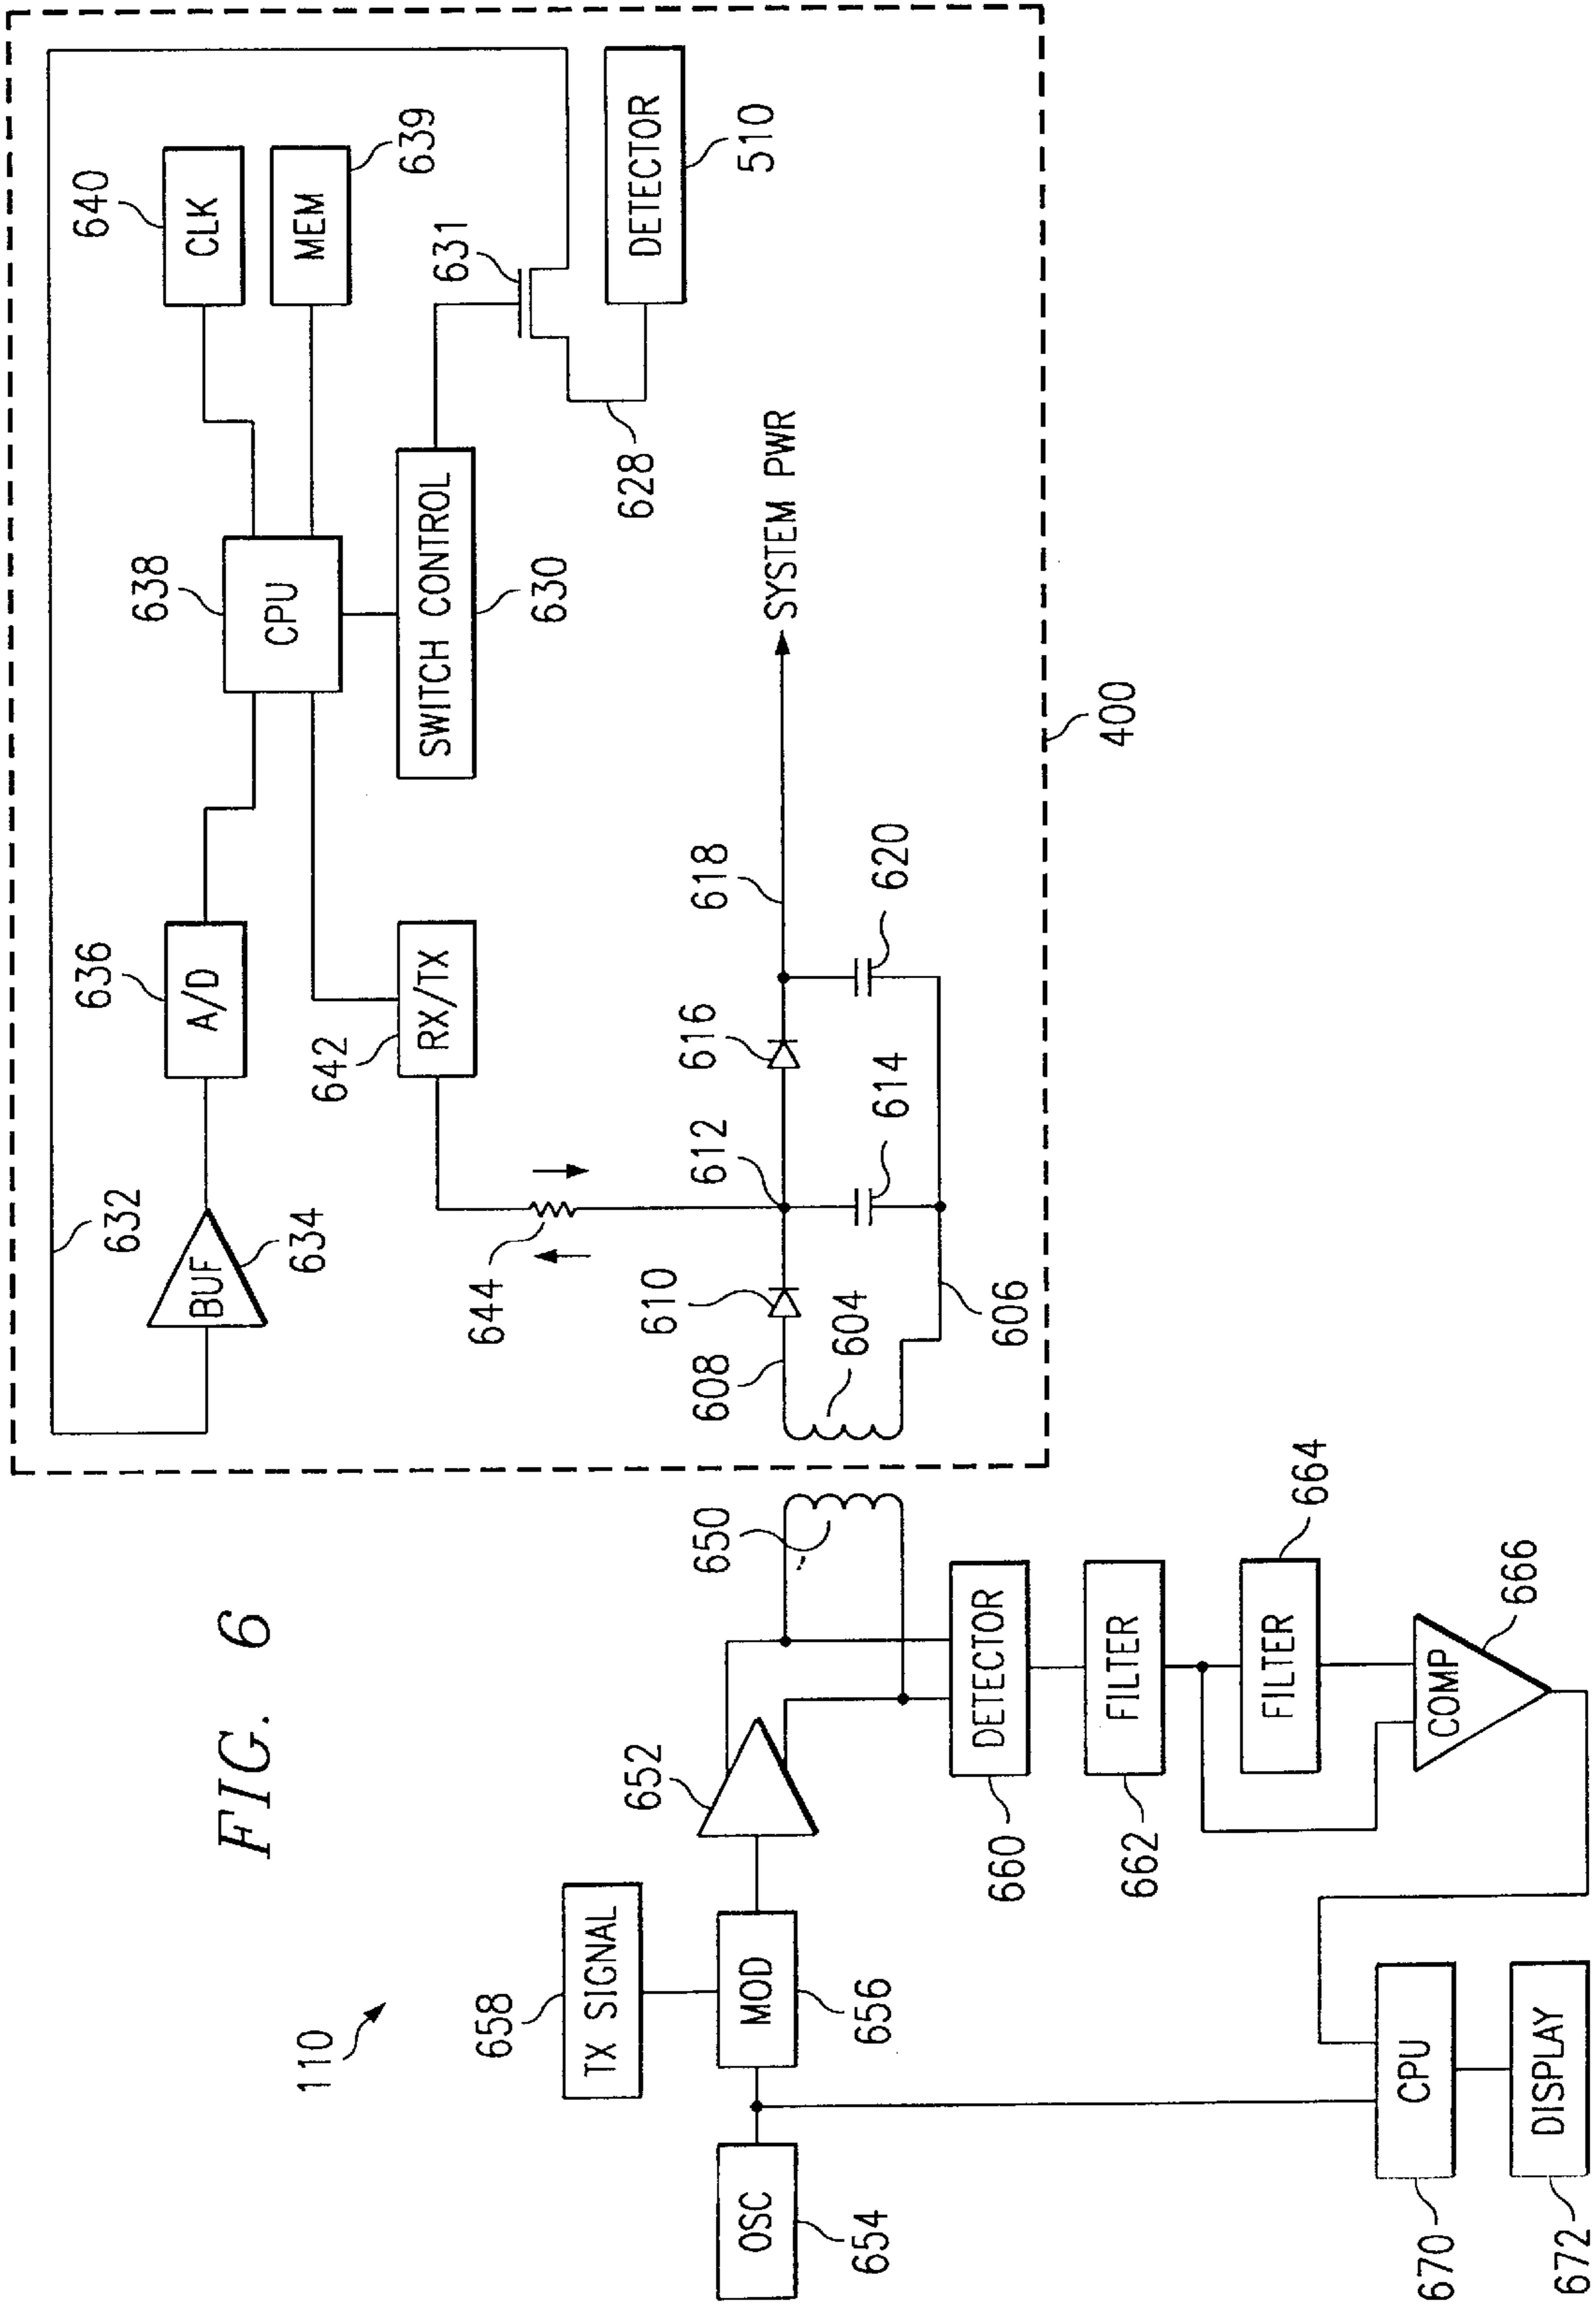 FIG. 6
110
400
632
BUF
634
636
A/D
638
CPU
640
CLK
MEM
639
642
RX/TX
SWITCH CONTROL
630
631
628
DETECTOR
510
644
610
612
616
618
SYSTEM PWR
608
604
606
614
620
650
652
658
TX SIGNAL
MOD
656
OSC
654
DETECTOR
660
FILTER
662
FILTER
664
COMP
666
CPU
670
DISPLAY
672